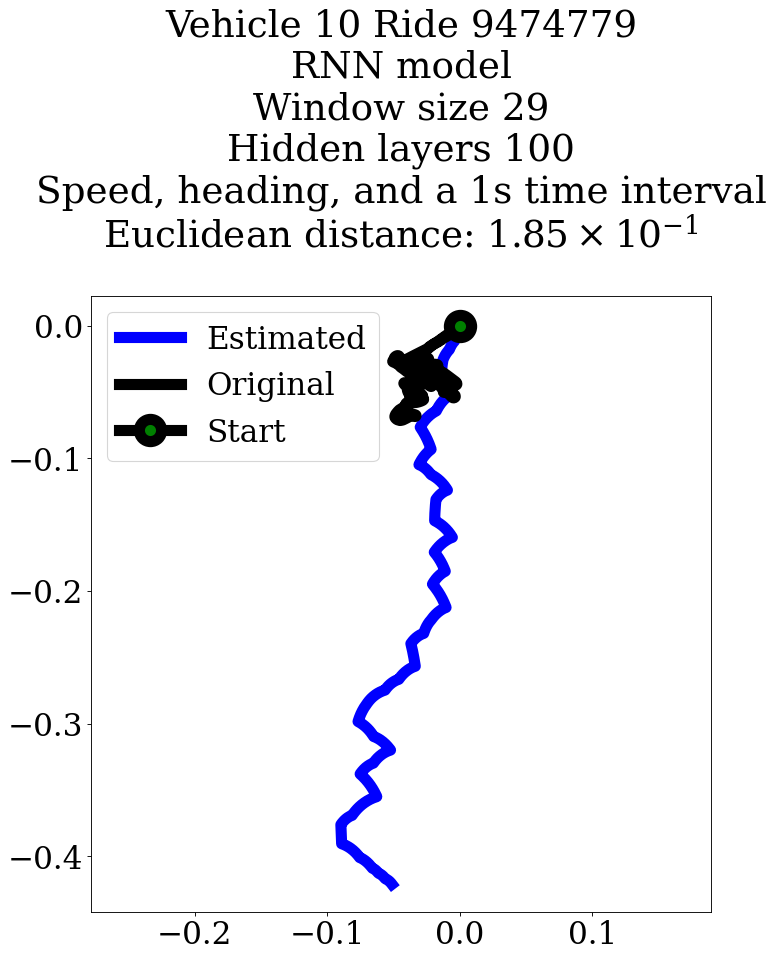 Vehicle 10 Ride 9474779
RNN model
Window size 29
Hidden layers 100
Speed, heading, and a 1s time interval
Euclidean distance: 1.85 × 10⁻¹
Estimated
Original
Start
0.0
−0.1
−0.2
−0.3
−0.4
−0.2 −0.1 0.0 0.1